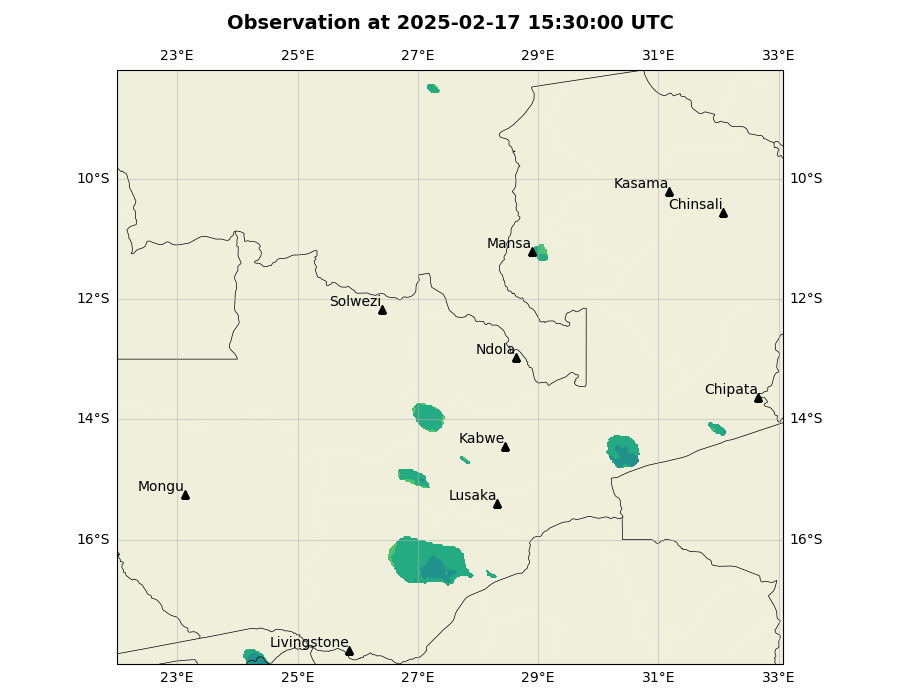 Observation at 2025-02-17 15:30:00 UTC
23°E 25°E 27°E 29°E 31°E 33°E
10°S 10°S
Kasama
Chinsali
Mansa
12°S 12°S
Solwezi
Ndola
Chipata
14°S 14°S
Kabwe
Mongu
Lusaka
16°S 16°S
Livingstone
23°E 25°E 27°E 29°E 31°E 33°E